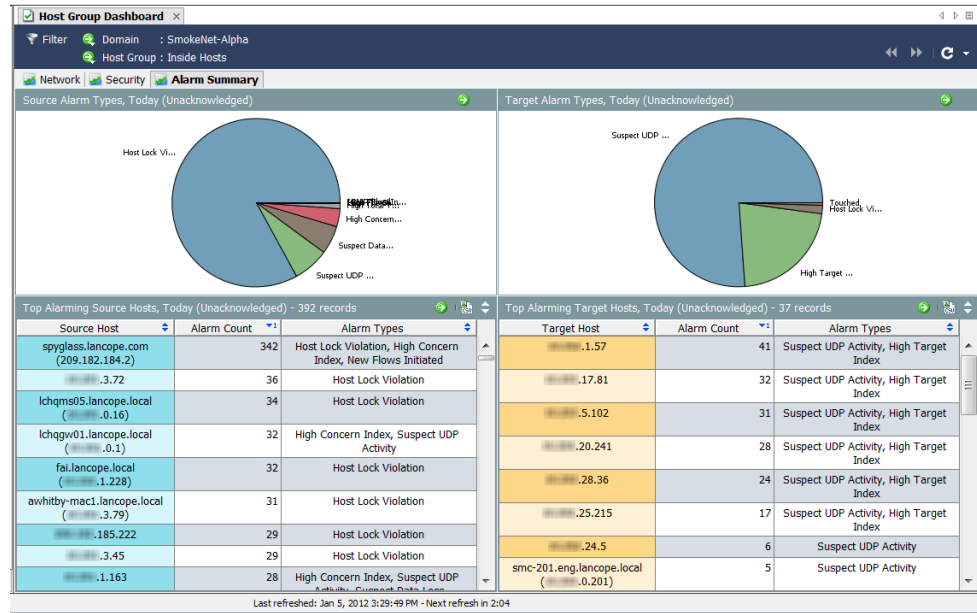 Host Group Dashboard
Filter Domain : SmokeNet-Alpha
Host Group : Inside Hosts
Network Security Alarm Summary
Source Alarm Types, Today (Unacknowledged)
Host Lock Vi...
High Concern...
Suspect Data...
Suspect UDP ...
Target Alarm Types, Today (Unacknowledged)
Suspect UDP ...
Touched
Host Lock Vi...
High Target ...
Top Alarming Source Hosts, Today (Unacknowledged) - 392 records
Source Host Alarm Count 1 Alarm Types
spyglass.lancope.com 342 Host Lock Violation, High Concern
(209.182.184.2) Index, New Flows Initiated
.3.72 36 Host Lock Violation
lchqms05.lancope.local 34 Host Lock Violation
( .0.16)
lchqgw01.lancope.local 32 High Concern Index, Suspect UDP
( .0.1) Activity
fai.lancope.local 32 Host Lock Violation
( .1.228)
awhitby-mac1.lancope.local 31 Host Lock Violation
( .3.79)
.185.222 29 Host Lock Violation
.3.45 29 Host Lock Violation
.1.163 28 High Concern Index, Suspect UDP
Activity, Suspect Data Loss
Top Alarming Target Hosts, Today (Unacknowledged) - 37 records
Target Host Alarm Count 1 Alarm Types
.1.57 41 Suspect UDP Activity, High Target
Index
.17.81 32 Suspect UDP Activity, High Target
Index
.5.102 31 Suspect UDP Activity, High Target
Index
.20.241 28 Suspect UDP Activity, High Target
Index
.28.36 24 Suspect UDP Activity, High Target
Index
.25.215 17 Suspect UDP Activity, High Target
Index
.24.5 6 Suspect UDP Activity
smc-201.eng.lancope.local 5 Suspect UDP Activity
( .0.201)
Last refreshed: Jan 5, 2012 3:29:49 PM - Next refresh in 2:04